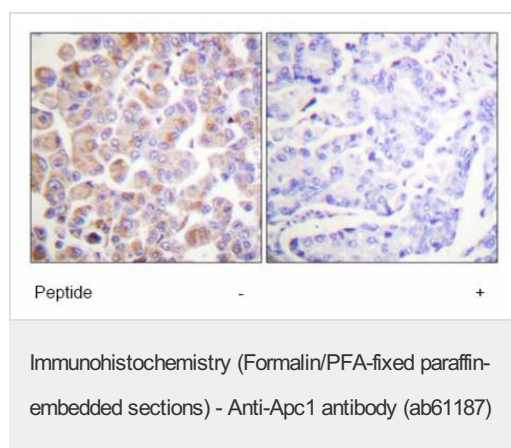 Peptide - +
Immunohistochemistry (Formalin/PFA-fixed paraffin-
embedded sections) - Anti-Apc1 antibody (ab61187)